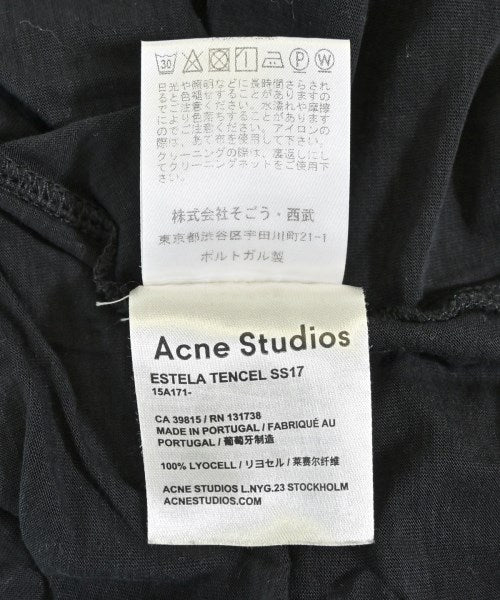 30
日光や照明などに長時間さらされ
ると色褪せすることがあります
のでご注意ください。水濡れや摩擦
により色落ちすることがありますの
でご注意ください。アイロンの
際は、あて布を使用して下さい。
クリーニングの際は、裏返しにし
てクリーニングネットをご使用下
さい。
株式会社そごう・西武
東京都渋谷区宇田川町21-1
ポルトガル製
Acne Studios
ESTELA TENCEL SS17
15A171-
CA 39815 / RN 131738
MADE IN PORTUGAL / FABRIQUÉ AU
PORTUGAL / 葡萄牙制造
100% LYOCELL / リヨセル / 莱赛尔纤维
ACNE STUDIOS L.NYG.23 STOCKHOLM
ACNESTUDIOS.COM